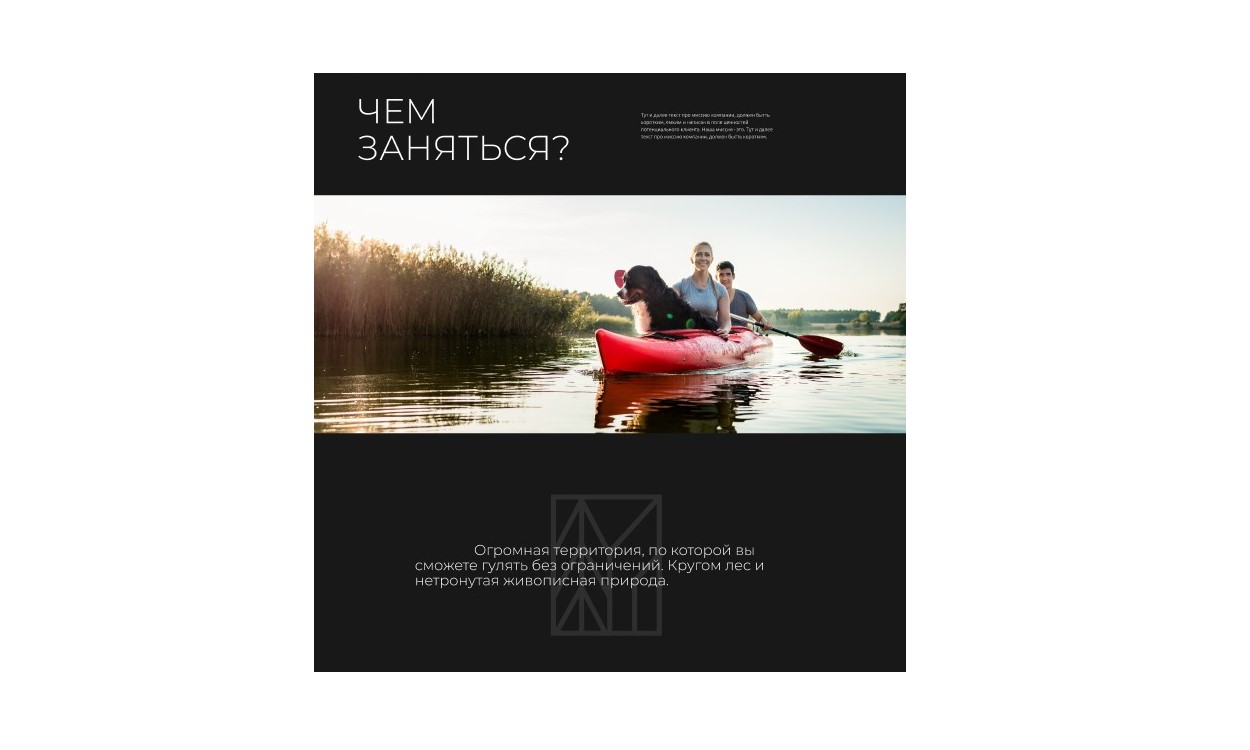 ЧЕМ
ЗАНЯТЬСЯ?
Тут и далее текст про миссию компании, должен быть
коротким, емким и написан в поле ценностей
потенциального клиента. Наша миссия - это. Тут и далее
текст про миссию компании, должен быть коротким.
Огромная территория, по которой вы
сможете гулять без ограничений. Кругом лес и
нетронутая живописная природа.